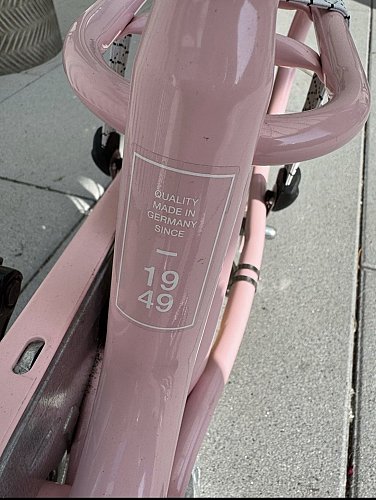 QUALITY
MADE IN
GERMANY
SINCE
19
49